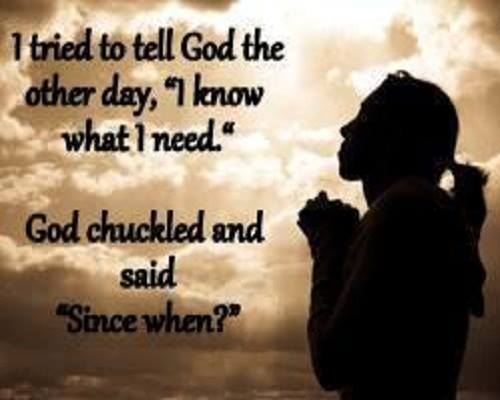 I tried to tell God the
other day, “I know
what I need.“
God chuckled and
said
“Since when?”